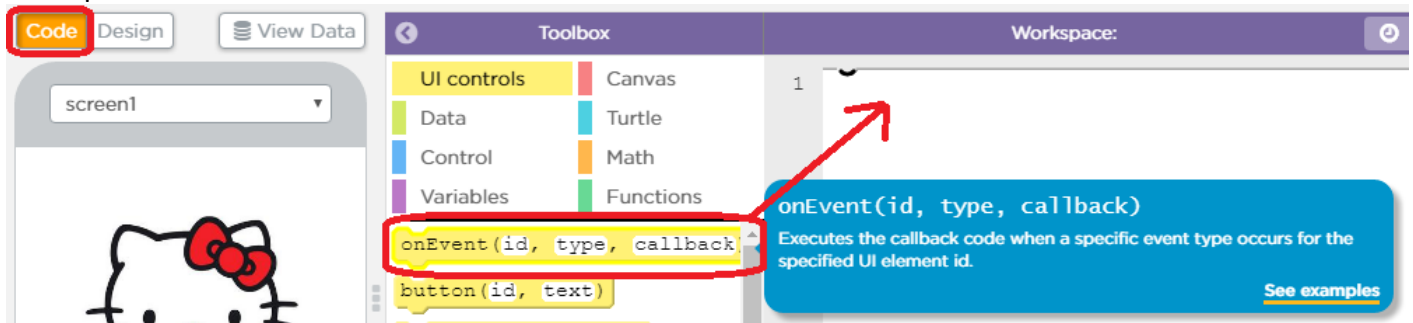 Code Design View Data Toolbox Workspace:
screen1
UI controls Canvas
Data Turtle
Control Math
Variables Functions
onEvent(id, type, callback)
button(id, text)
1
onEvent(id, type, callback)
Executes the callback code when a specific event type occurs for the
specified UI element id.
See examples